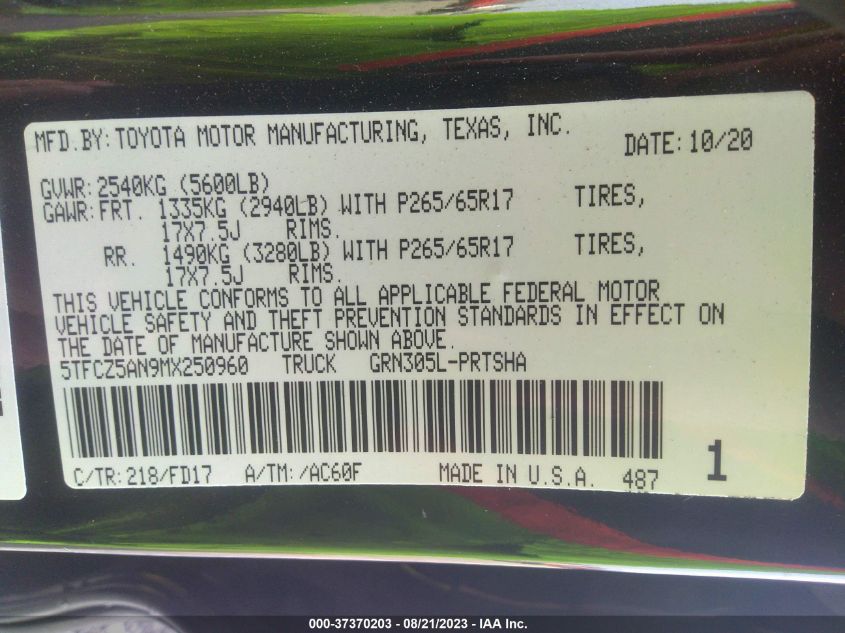 MFD.BY:TOYOTA MOTOR MANUFACTURING, TEXAS, INC. DATE:10/20
GVWR:2540KG (5600LB)
GAWR:FRT. 1335KG (2940LB) WITH P265/65R17 TIRES,
17X7.5J RIMS.
RR. 1490KG (3280LB) WITH P265/65R17 TIRES,
17X7.5J RIMS.
THIS VEHICLE CONFORMS TO ALL APPLICABLE FEDERAL MOTOR
VEHICLE SAFETY AND THEFT PREVENTION STANDARDS IN EFFECT ON
THE DATE OF MANUFACTURE SHOWN ABOVE.
5TFCZ5AN9MX250960 TRUCK GRN305L-PRTSHA
C/TR:218/FD17 A/TM:/AC60F MADE IN U.S.A. 487 1
000-37370203 - 08/21/2023 - IAA Inc.